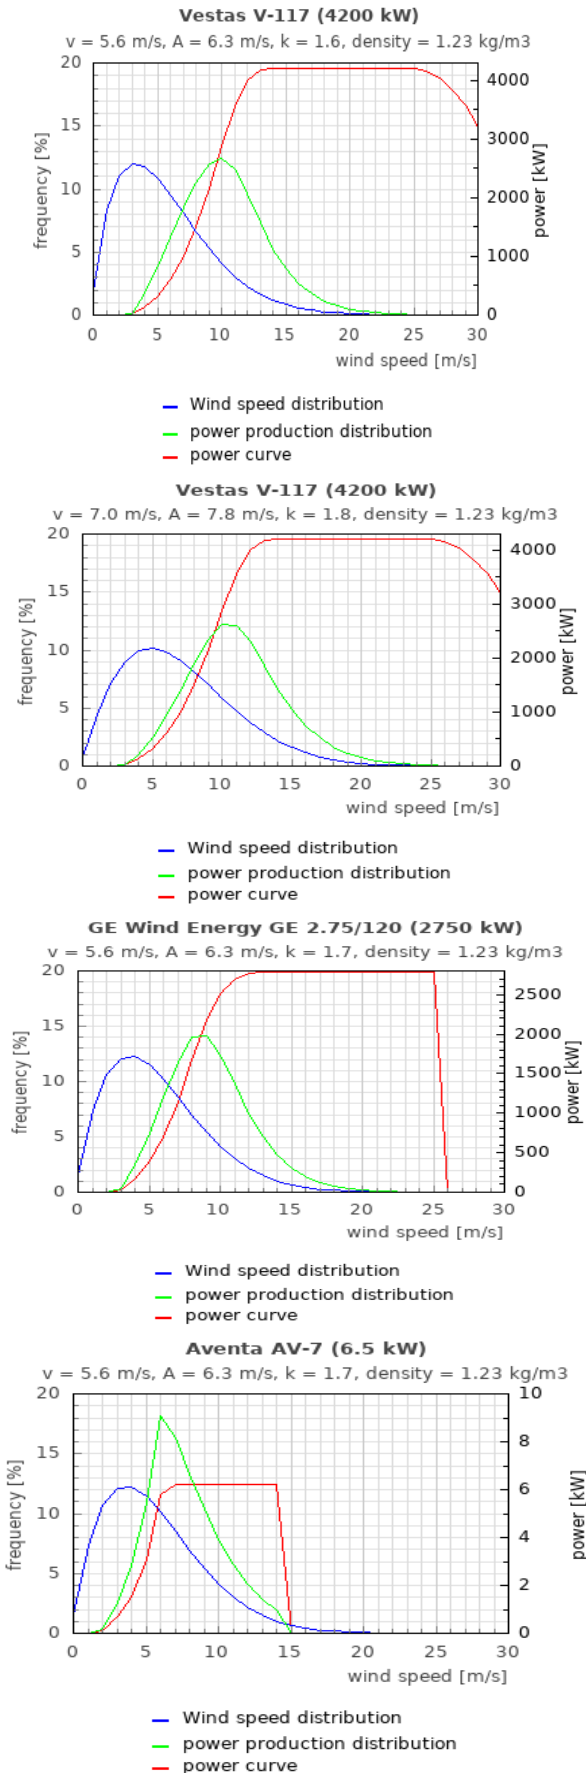 Vestas V-117 (4200 kW)
v = 5.6 m/s, A = 6.3 m/s, k = 1.6, density = 1.23 kg/m3
20
15
10
5
0
frequency [%]
4000
3000
2000
1000
0
power [kW]
0 5 10 15 20 25 30
wind speed [m/s]
Wind speed distribution
power production distribution
power curve
Vestas V-117 (4200 kW)
v = 7.0 m/s, A = 7.8 m/s, k = 1.8, density = 1.23 kg/m3
20
15
10
5
0
frequency [%]
4000
3000
2000
1000
0
power [kW]
0 5 10 15 20 25 30
wind speed [m/s]
Wind speed distribution
power production distribution
power curve
GE Wind Energy GE 2.75/120 (2750 kW)
v = 5.6 m/s, A = 6.3 m/s, k = 1.7, density = 1.23 kg/m3
20
15
10
5
0
frequency [%]
2500
2000
1500
1000
500
0
power [kW]
0 5 10 15 20 25 30
wind speed [m/s]
Wind speed distribution
power production distribution
power curve
Aventa AV-7 (6.5 kW)
v = 5.6 m/s, A = 6.3 m/s, k = 1.7, density = 1.23 kg/m3
20
15
10
5
0
frequency [%]
10
8
6
4
2
0
power [kW]
0 5 10 15 20 25 30
wind speed [m/s]
Wind speed distribution
power production distribution
power curve